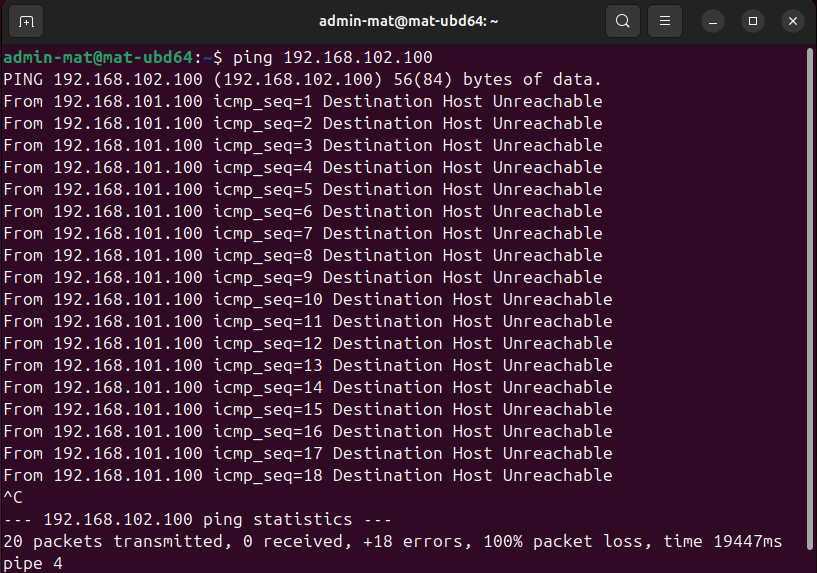 admin-mat@mat-ubd64: ~
admin-mat@mat-ubd64:~$ ping 192.168.102.100
PING 192.168.102.100 (192.168.102.100) 56(84) bytes of data.
From 192.168.101.100 icmp_seq=1 Destination Host Unreachable
From 192.168.101.100 icmp_seq=2 Destination Host Unreachable
From 192.168.101.100 icmp_seq=3 Destination Host Unreachable
From 192.168.101.100 icmp_seq=4 Destination Host Unreachable
From 192.168.101.100 icmp_seq=5 Destination Host Unreachable
From 192.168.101.100 icmp_seq=6 Destination Host Unreachable
From 192.168.101.100 icmp_seq=7 Destination Host Unreachable
From 192.168.101.100 icmp_seq=8 Destination Host Unreachable
From 192.168.101.100 icmp_seq=9 Destination Host Unreachable
From 192.168.101.100 icmp_seq=10 Destination Host Unreachable
From 192.168.101.100 icmp_seq=11 Destination Host Unreachable
From 192.168.101.100 icmp_seq=12 Destination Host Unreachable
From 192.168.101.100 icmp_seq=13 Destination Host Unreachable
From 192.168.101.100 icmp_seq=14 Destination Host Unreachable
From 192.168.101.100 icmp_seq=15 Destination Host Unreachable
From 192.168.101.100 icmp_seq=16 Destination Host Unreachable
From 192.168.101.100 icmp_seq=17 Destination Host Unreachable
From 192.168.101.100 icmp_seq=18 Destination Host Unreachable
^C
--- 192.168.102.100 ping statistics ---
20 packets transmitted, 0 received, +18 errors, 100% packet loss, time 19447ms
pipe 4